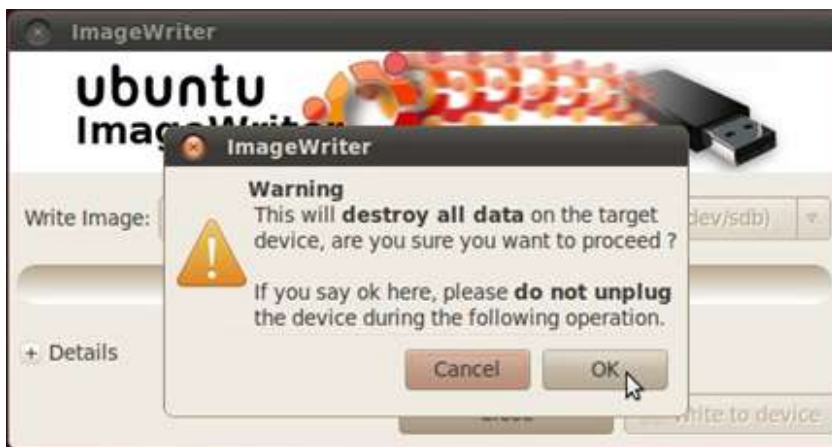 ImageWriter
ubuntu
ImageWriter
ImageWriter
Warning
This will destroy all data on the target
device, are you sure you want to proceed ?
If you say ok here, please do not unplug
the device during the following operation.
Write Image:
dev/sdb)
+ Details
Cancel
OK
Write to device